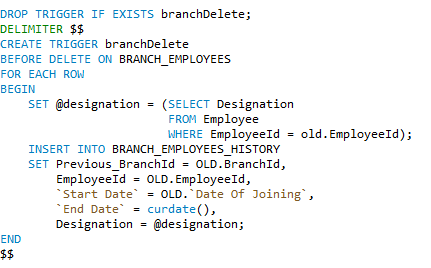 DROP TRIGGER IF EXISTS branchDelete;
DELIMITER $$
CREATE TRIGGER branchDelete
BEFORE DELETE ON BRANCH_EMPLOYEES
FOR EACH ROW
BEGIN
    SET @designation = (SELECT Designation
                        FROM Employee
                        WHERE EmployeeId = old.EmployeeId);
    INSERT INTO BRANCH_EMPLOYEES_HISTORY
    SET Previous_BranchId = OLD.BranchId,
        EmployeeId = OLD.EmployeeId,
        `Start Date` = OLD.`Date Of Joining`,
        `End Date` = curdate(),
        Designation = @designation;
END
$$